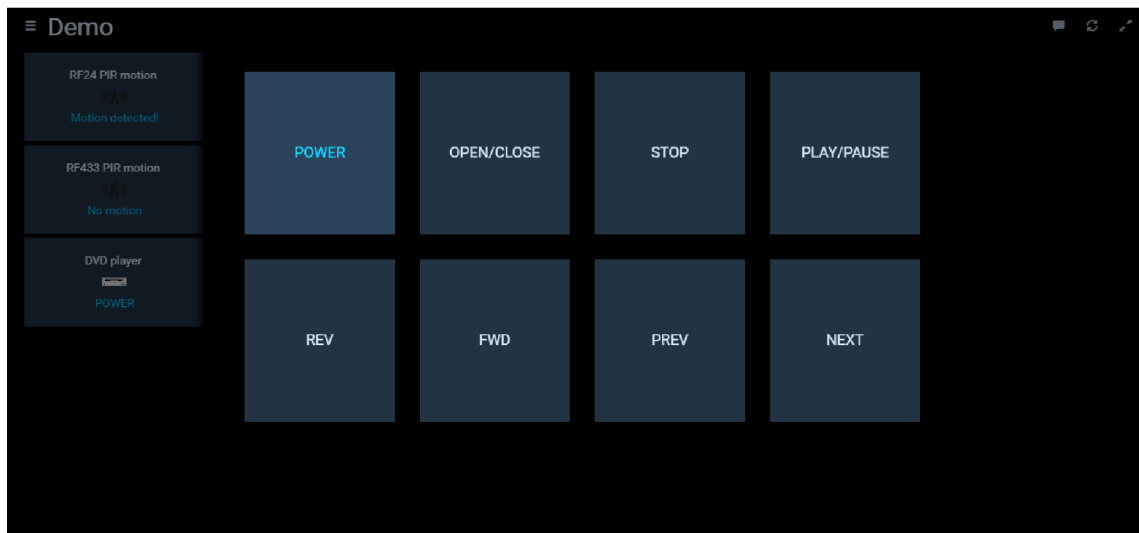 Demo
RF24 PIR motion
Motion detected!
RF433 PIR motion
No motion
DVD player
POWER
POWER
OPEN/CLOSE
STOP
PLAY/PAUSE
REV
FWD
PREV
NEXT